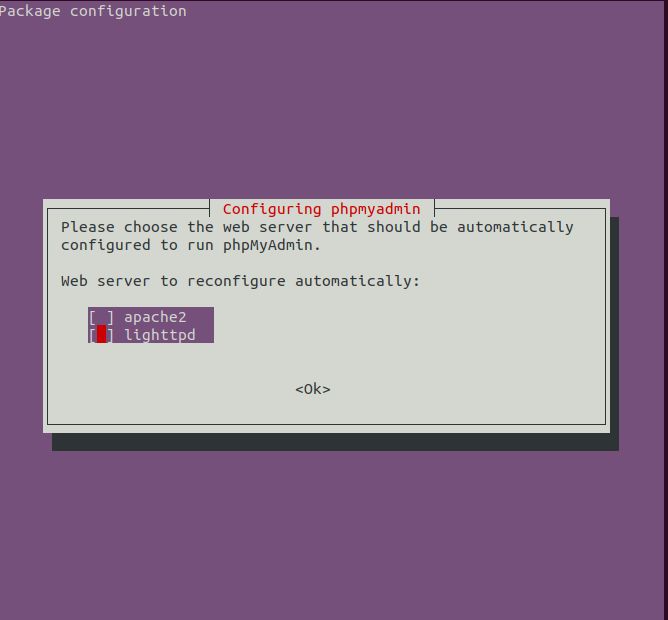 Package configuration
Configuring phpmyadmin
Please choose the web server that should be automatically
configured to run phpMyAdmin.
Web server to reconfigure automatically:
[ ] apache2
[ ] lighttpd
<Ok>